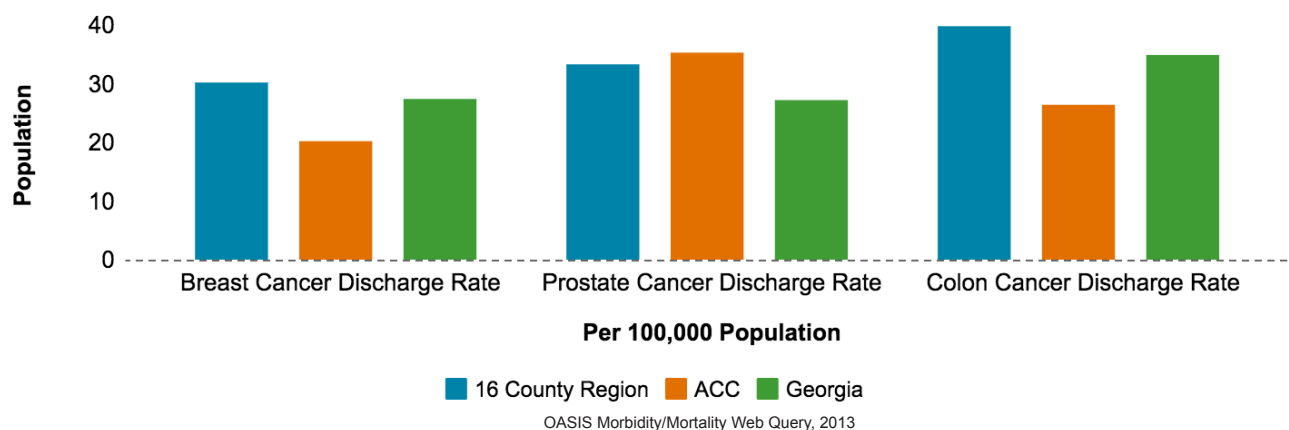 40
30
20
10
0
Population
Breast Cancer Discharge Rate Prostate Cancer Discharge Rate Colon Cancer Discharge Rate
Per 100,000 Population
16 County Region ACC Georgia
OASIS Morbidity/Mortality Web Query, 2013